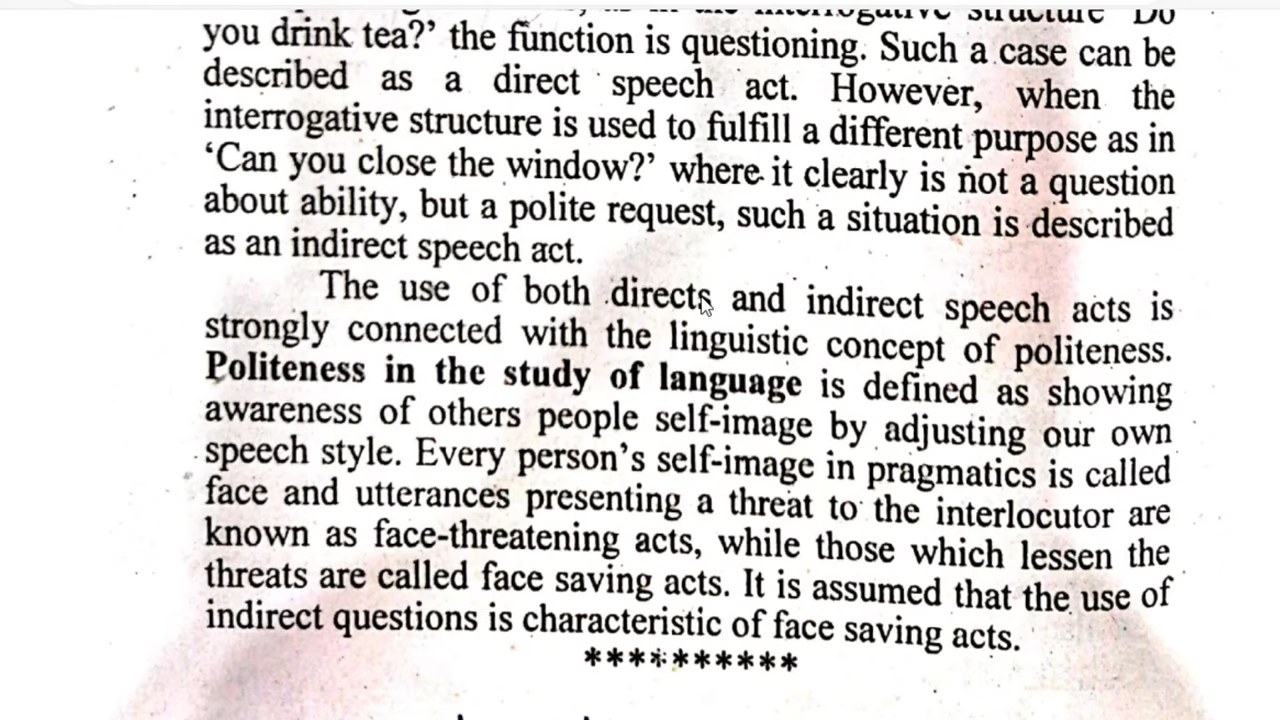 interrogative structure 'Do
you drink tea?' the function is questioning. Such a case can be
described as a direct speech act. However, when the
interrogative structure is used to fulfill a different purpose as in
'Can you close the window?' where it clearly is not a question
about ability, but a polite request, such a situation is described
as an indirect speech act.
The use of both directs and indirect speech acts is
strongly connected with the linguistic concept of politeness.
Politeness in the study of language is defined as showing
awareness of others people self-image by adjusting our own
speech style. Every person's self-image in pragmatics is called
face and utterances presenting a threat to the interlocutor are
known as face-threatening acts, while those which lessen the
threats are called face saving acts. It is assumed that the use of
indirect questions is characteristic of face saving acts.
**********